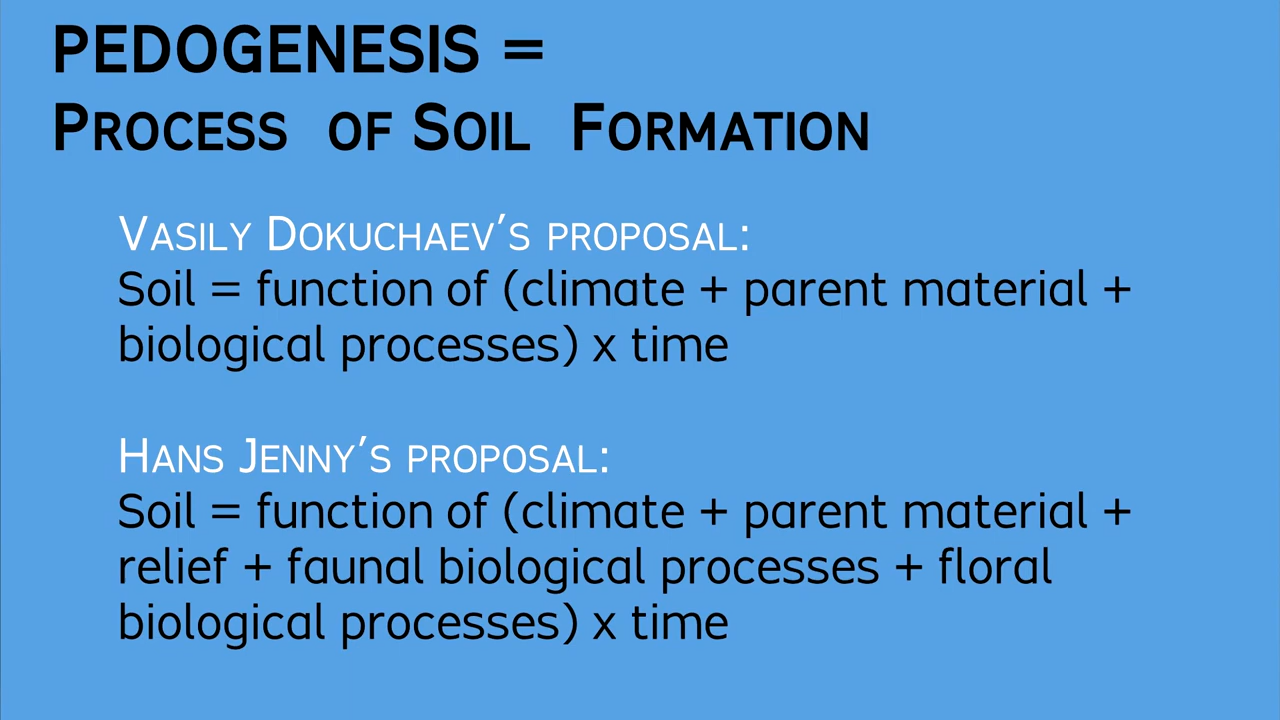 PEDOGENESIS =
PROCESS OF SOIL FORMATION
VASILY DOKUCHAEV'S PROPOSAL:
Soil = function of (climate + parent material +
biological processes) x time
HANS JENNY'S PROPOSAL:
Soil = function of (climate + parent material +
relief + faunal biological processes + floral
biological processes) x time